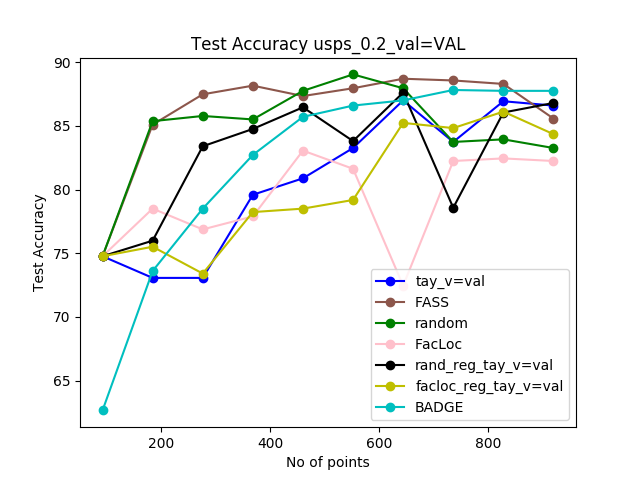 Test Accuracy usps_0.2_val=VAL
90
85
80
75
70
65
Test Accuracy
200
400
600
800
No of points
tay_v=val
FASS
random
FacLoc
rand_reg_tay_v=val
facloc_reg_tay_v=val
BADGE